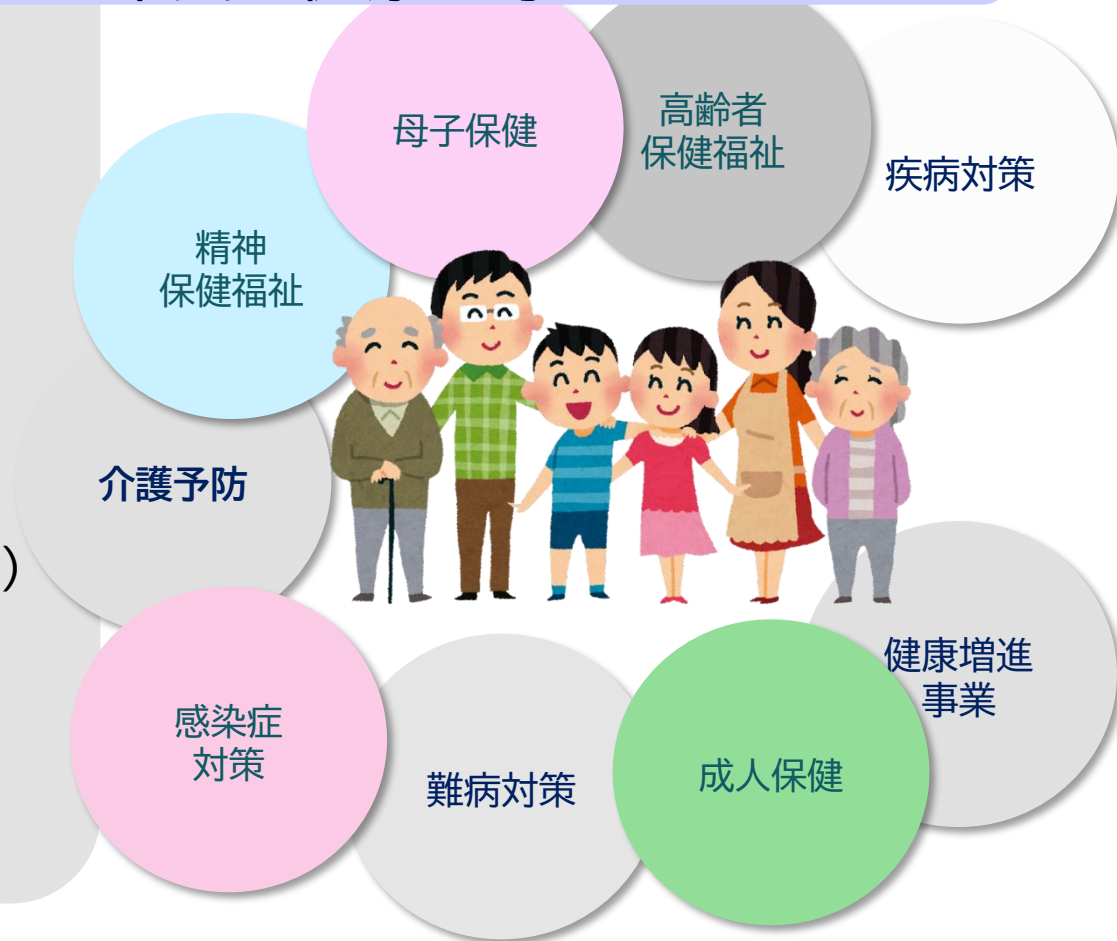 母子保健
高齢者
保健福祉
疾病対策
精神
保健福祉
介護予防
)
健康増進
事業
感染症
対策
難病対策
成人保健